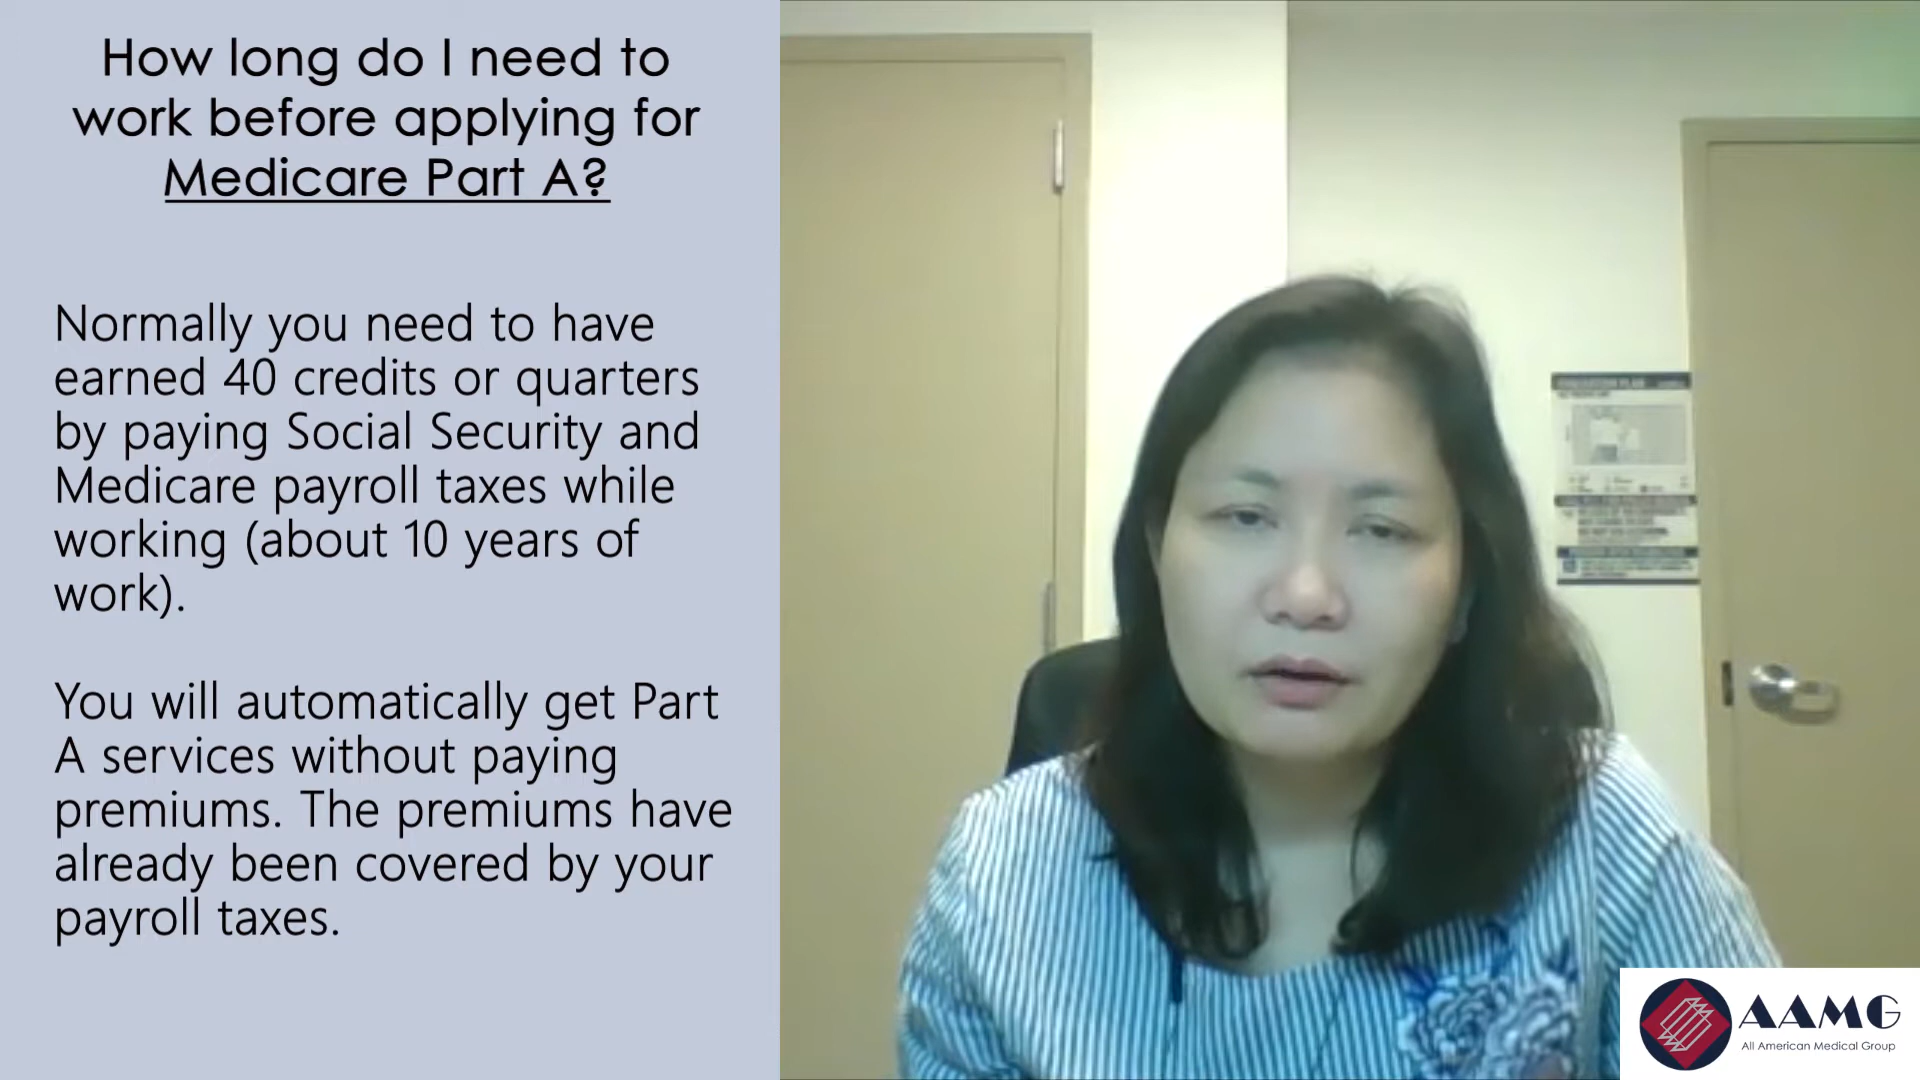 How long do I need to
work before applying for
Medicare Part A?
Normally you need to have
earned 40 credits or quarters
by paying Social Security and
Medicare payroll taxes while
working (about 10 years of
work).
You will automatically get Part
A services without paying
premiums. The premiums have
already been covered by your
payroll taxes.
EVACUATION PLAN
AAMG
All American Medical Group